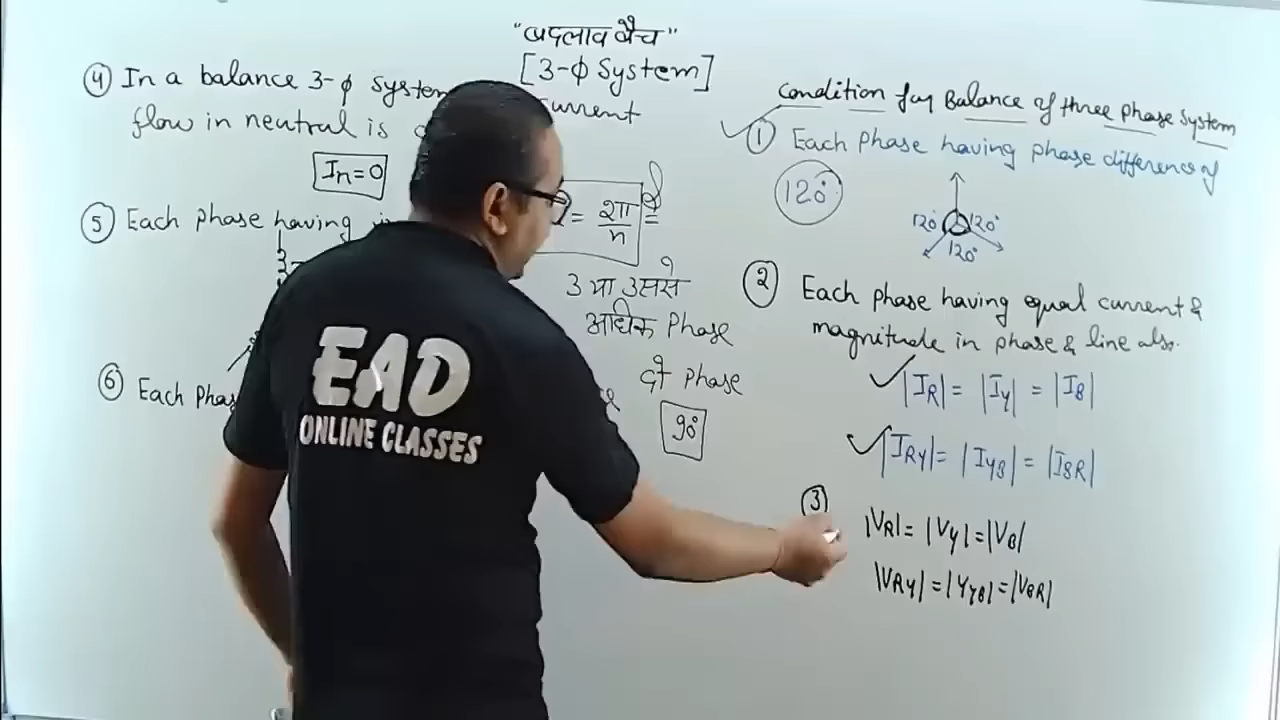 "बदलाव बैच"
[3-φ System]
④ In a balance 3-φ System current
flow in neutral is
In=0
⑤ Each phase having
= 2π/n
3 या उससे
अधिक Phase
⑥ Each Phas
Phase
90°
condition for Balance of three phase system
① Each Phase having phase difference of
120°
120° 120°
120°
② Each phase having equal current &
magnitude in phase & line also.
|IR| = |Iy| = |IB|
|IRy| = |IyB| = |IBR|
③
|VR| = |Vy| = |VB|
|VRy| = |VyB| = |VBR|
EAD
ONLINE CLASSES